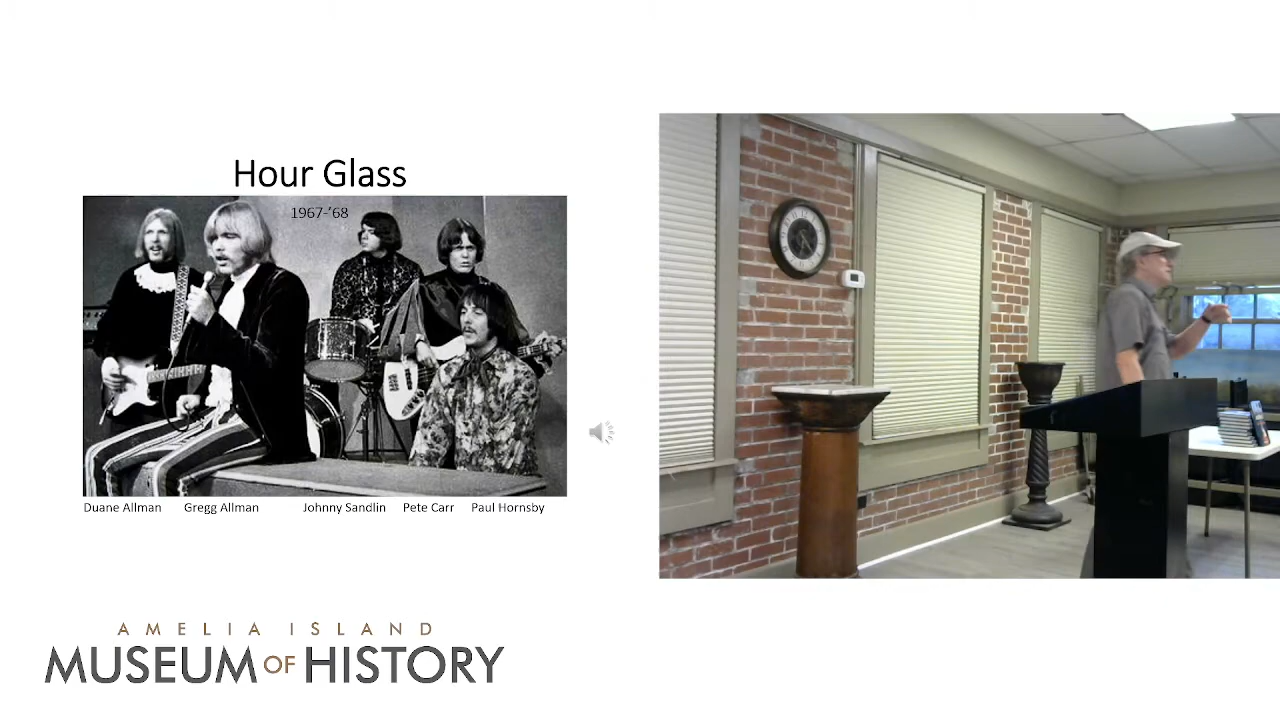 Hour Glass
1967-’68
Duane Allman Gregg Allman Johnny Sandlin Pete Carr Paul Hornsby
AMELIA ISLAND
MUSEUM OF HISTORY